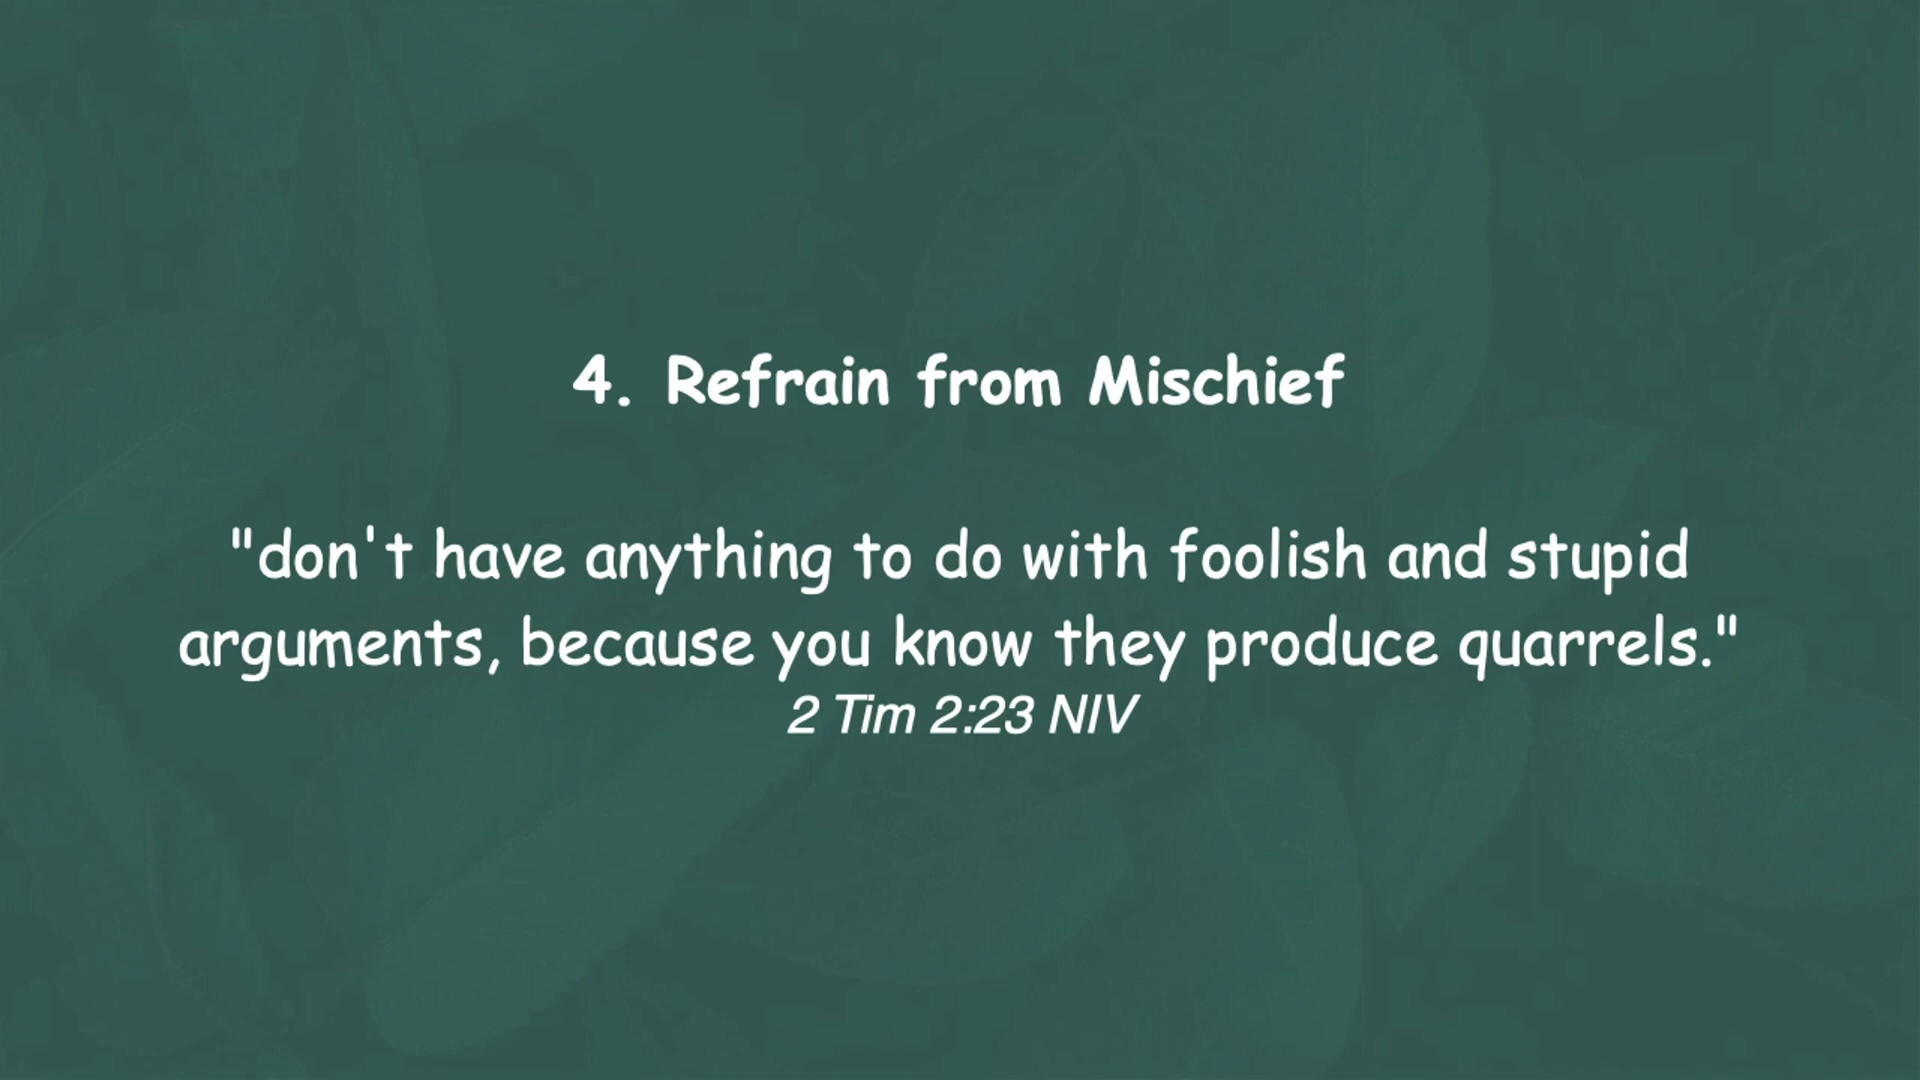 4. Refrain from Mischief
"don't have anything to do with foolish and stupid
arguments, because you know they produce quarrels."
2 Tim 2:23 NIV